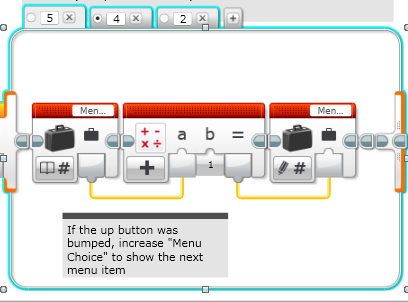 5 4 2 +
Men... Men...
a b =
#
1
#
If the up button was
bumped, increase "Menu
Choice" to show the next
menu item